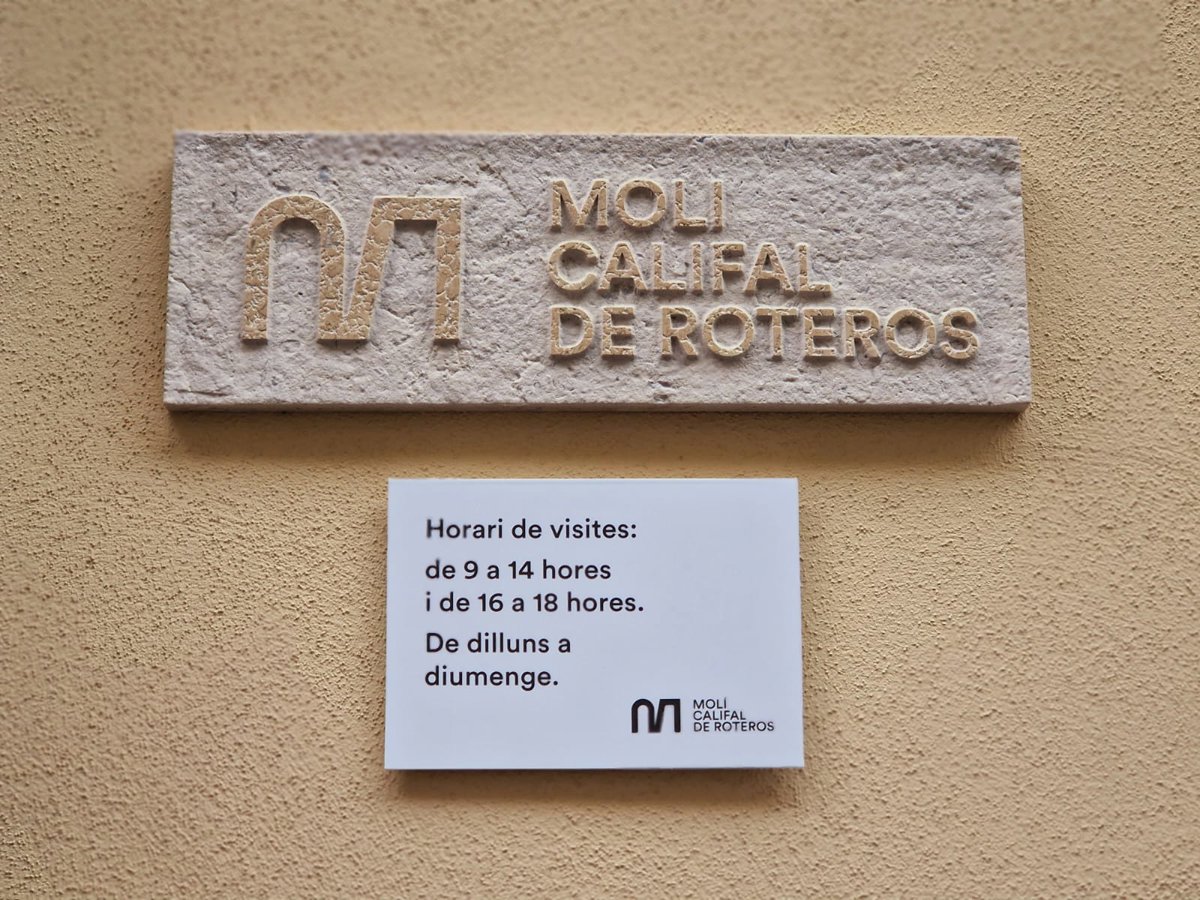 MOLI
CALIFAL
DE ROTEROS
Horari de visites:
de 9 a 14 hores
i de 16 a 18 hores.
De dilluns a
diumenge.
MOLÍ
CALIFAL
DE ROTEROS